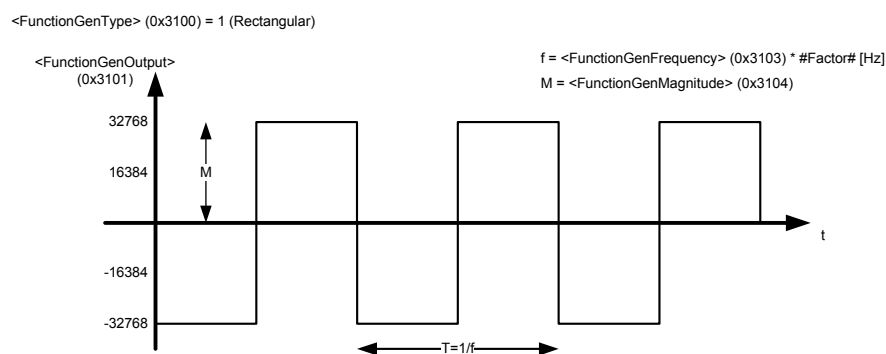 <FunctionGenType> (0x3100) = 1 (Rectangular)
<FunctionGenOutput>
(0x3101)
f = <FunctionGenFrequency> (0x3103) * #Factor# [Hz]
M = <FunctionGenMagnitude> (0x3104)
32768
16384
M
t
-16384
-32768
T=1/f